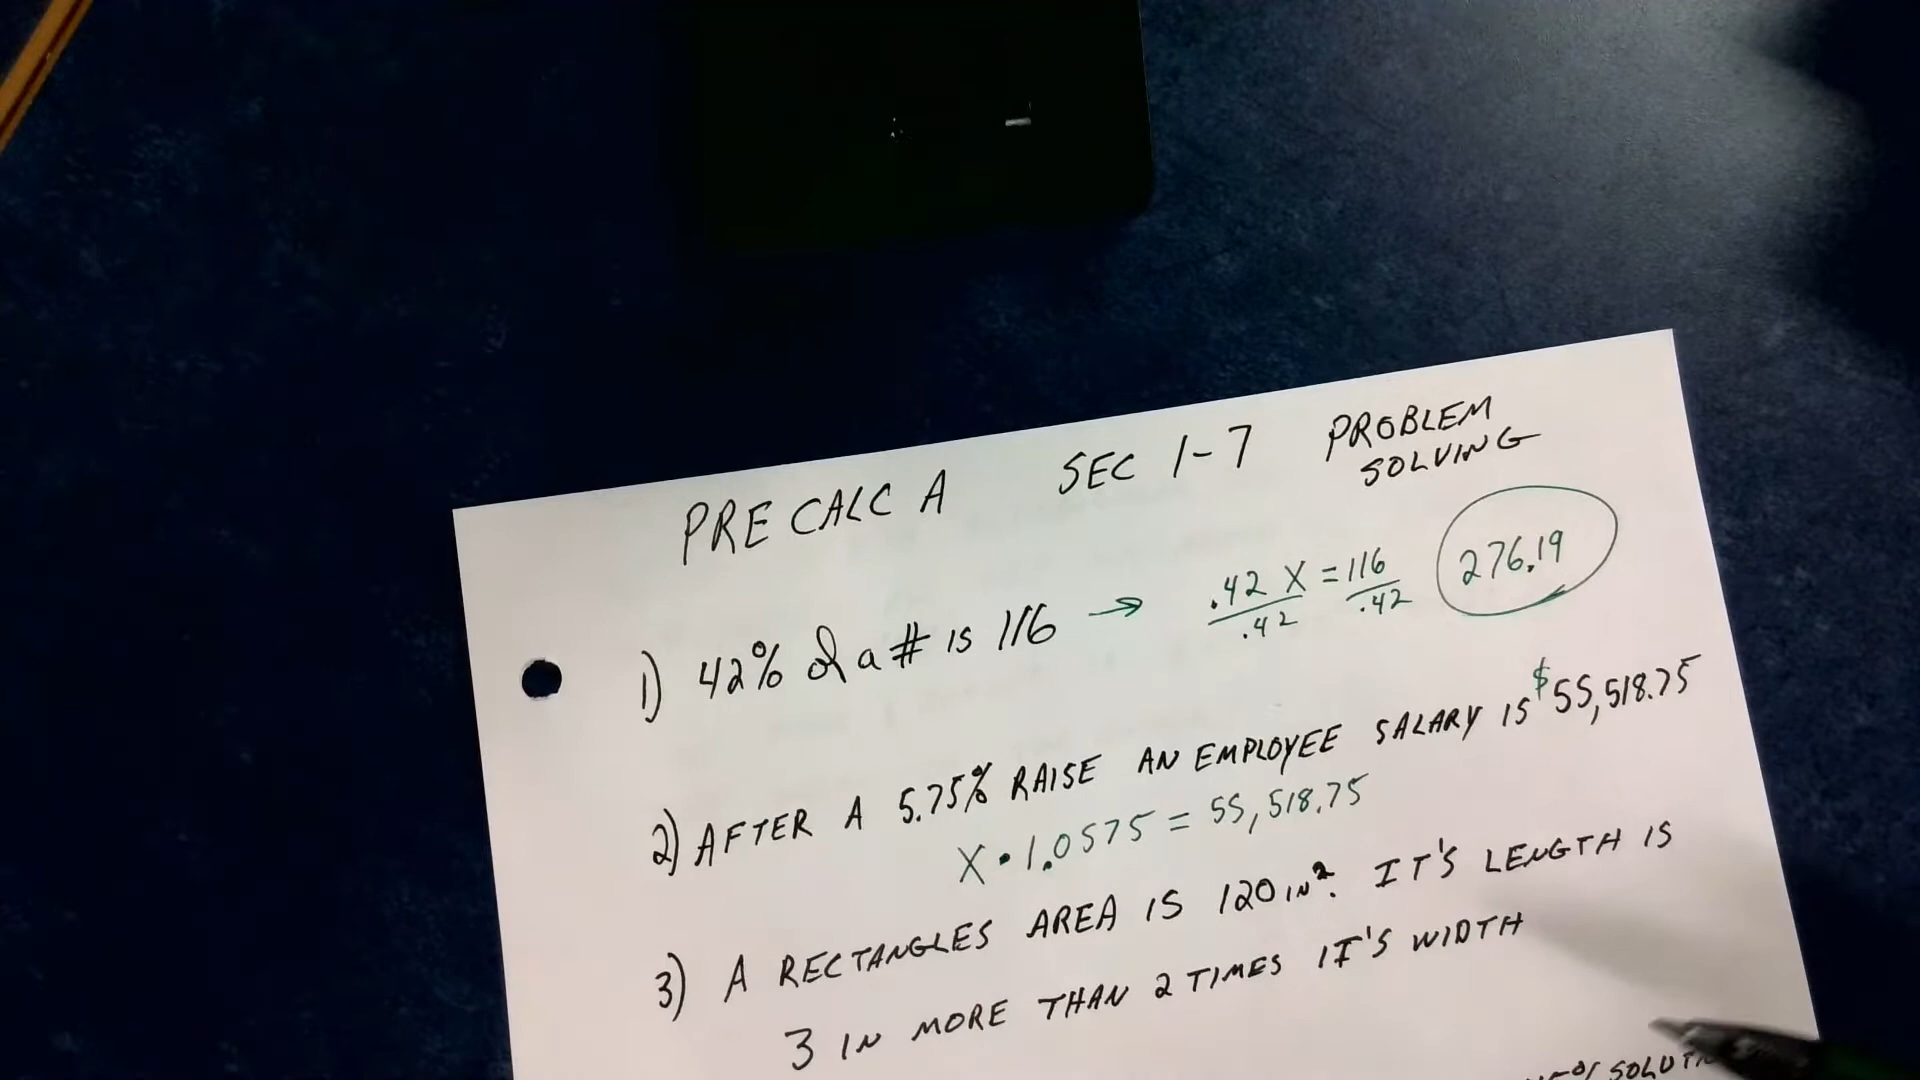 PRE CALC A SEC 1-7 PROBLEM
SOLVING
1) 42% of a # is 116 → .42 X = 116 276.19
.42 .42
2) AFTER A 5.75% RAISE AN EMPLOYEE SALARY IS $55,518.75
X • 1.0575 = 55,518.75
3) A RECTANGLES AREA IS 120 IN². IT'S LENGTH IS
3 IN MORE THAN 2 TIMES IT'S WIDTH